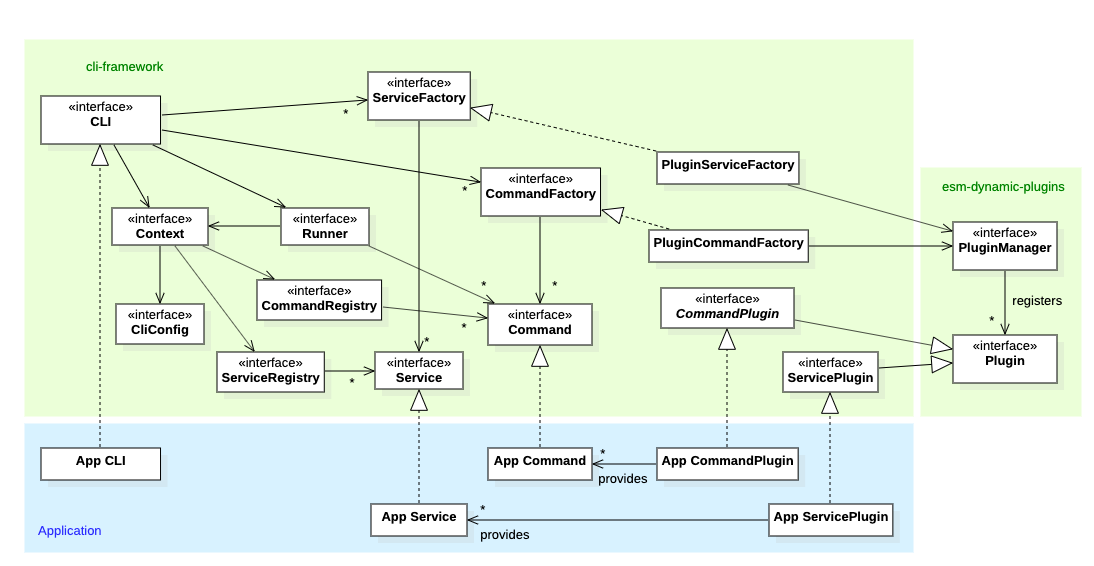 cli-framework
«interface»
ServiceFactory
*
«interface»
CLI
PluginServiceFactory
«interface»
CommandFactory
*
esm-dynamic-plugins
«interface»
Context
«interface»
Runner
PluginCommandFactory
«interface»
PluginManager
«interface»
CommandRegistry
*
*
*
«interface»
CommandPlugin
registers
*
«interface»
CliConfig
«interface»
Command
«interface»
Plugin
«interface»
ServiceRegistry
*
*
«interface»
Service
«interface»
ServicePlugin
App CLI
App Command
*
provides
App CommandPlugin
App Service
*
provides
App ServicePlugin
Application